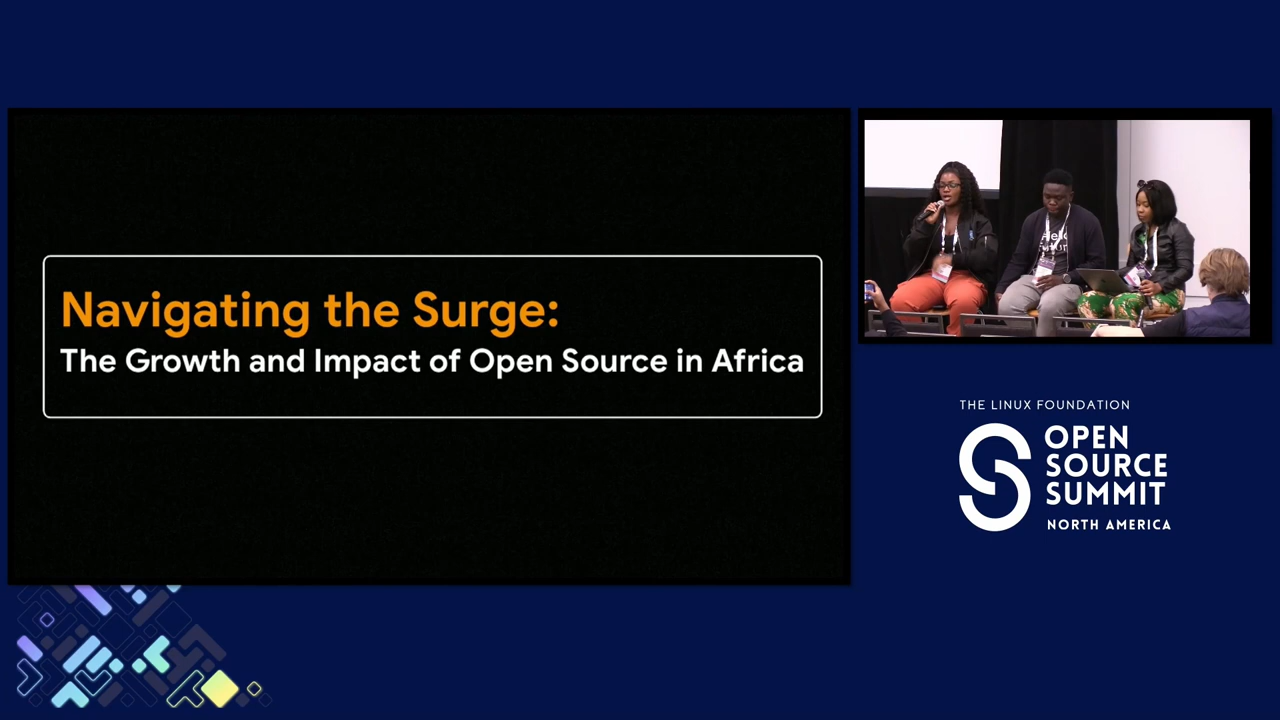 Navigating the Surge:
The Growth and Impact of Open Source in Africa
Hello
THE LINUX FOUNDATION
OPEN
SOURCE
SUMMIT
NORTH AMERICA